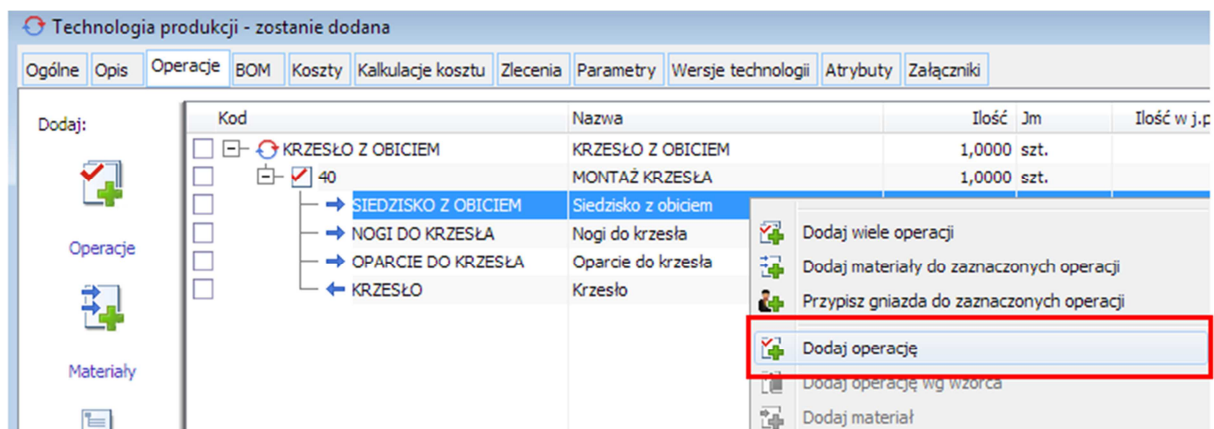 Technologia produkcji - zostanie dodana
Ogólne Opis Operacje BOM Koszty Kalkulacje kosztu Zlecenia Parametry Wersje technologii Atrybuty Załączniki
Dodaj:
Kod Nazwa Ilość Jm Ilość w j.p
KRZESŁO Z OBICIEM KRZESŁO Z OBICIEM 1,0000 szt.
40 MONTAŻ KRZESŁA 1,0000 szt.
SIEDZISKO Z OBICIEM Siedzisko z obiciem
NOGI DO KRZESŁA Nogi do krzesła
OPARCIE DO KRZESŁA Oparcie do krzesła
KRZESŁO Krzesło
Operacje
Materiały
Dodaj wiele operacji
Dodaj materiały do zaznaczonych operacji
Przypisz gniazda do zaznaczonych operacji
Dodaj operację
Dodaj operację wg wzorca
Dodaj materiał